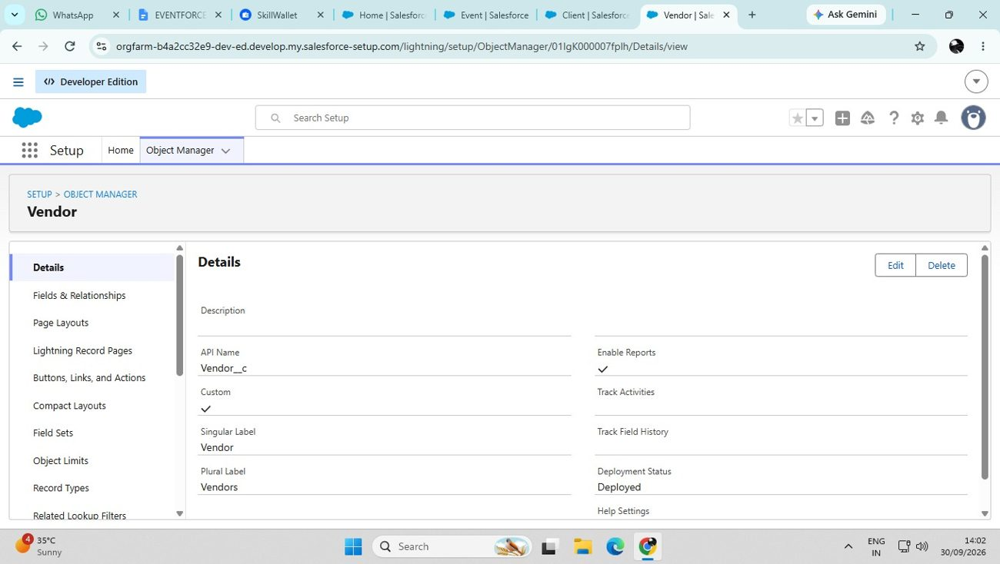 WhatsApp
EVENTFORCE
SkillWallet
Home | Salesforce
Event | Salesforce
Client | Salesforce
Vendor | Sale
Ask Gemini
orgfarm-b4a2cc32e9-dev-ed.develop.my.salesforce-setup.com/lightning/setup/ObjectManager/01IgK000007fplh/Details/view
Developer Edition
Search Setup
Setup
Home
Object Manager
SETUP > OBJECT MANAGER
Vendor
Details
Fields & Relationships
Page Layouts
Lightning Record Pages
Buttons, Links, and Actions
Compact Layouts
Field Sets
Object Limits
Record Types
Related Lookup Filters
Details
Edit
Delete
Description
API Name
Vendor__c
Custom
Singular Label
Vendor
Plural Label
Vendors
Enable Reports
Track Activities
Track Field History
Deployment Status
Deployed
Help Settings
4
35°C
Sunny
Search
ENG
IN
14:02
30/09/2026